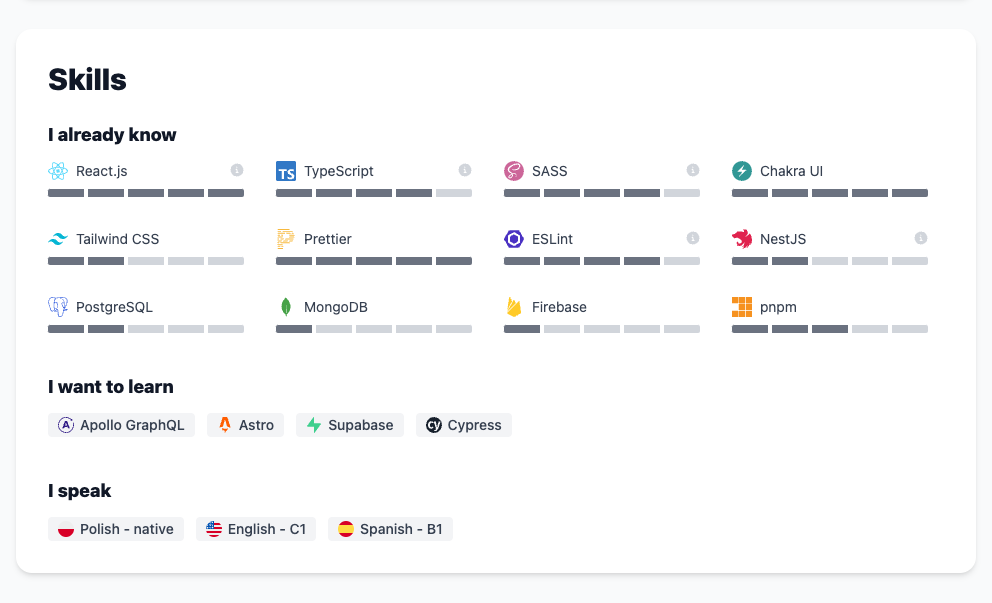 Skills
I already know
React.js TypeScript SASS Chakra UI
Tailwind CSS Prettier ESLint NestJS
PostgreSQL MongoDB Firebase pnpm
I want to learn
Apollo GraphQL Astro Supabase Cypress
I speak
Polish - native English - C1 Spanish - B1